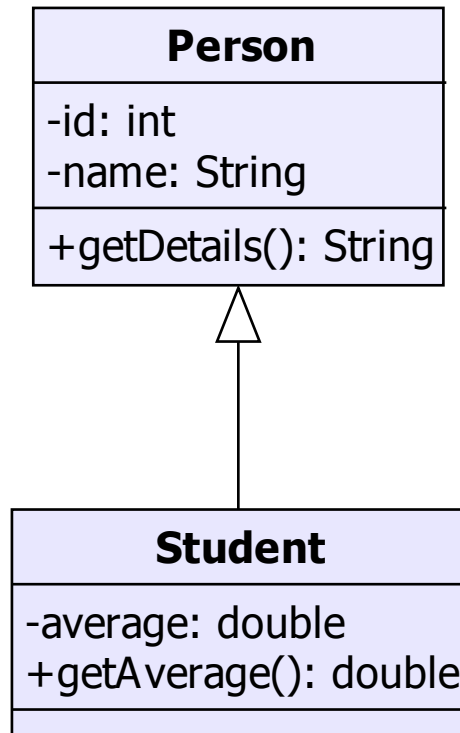 Person
-id: int
-name: String
+getDetails(): String
Student
-average: double
+getAverage(): double